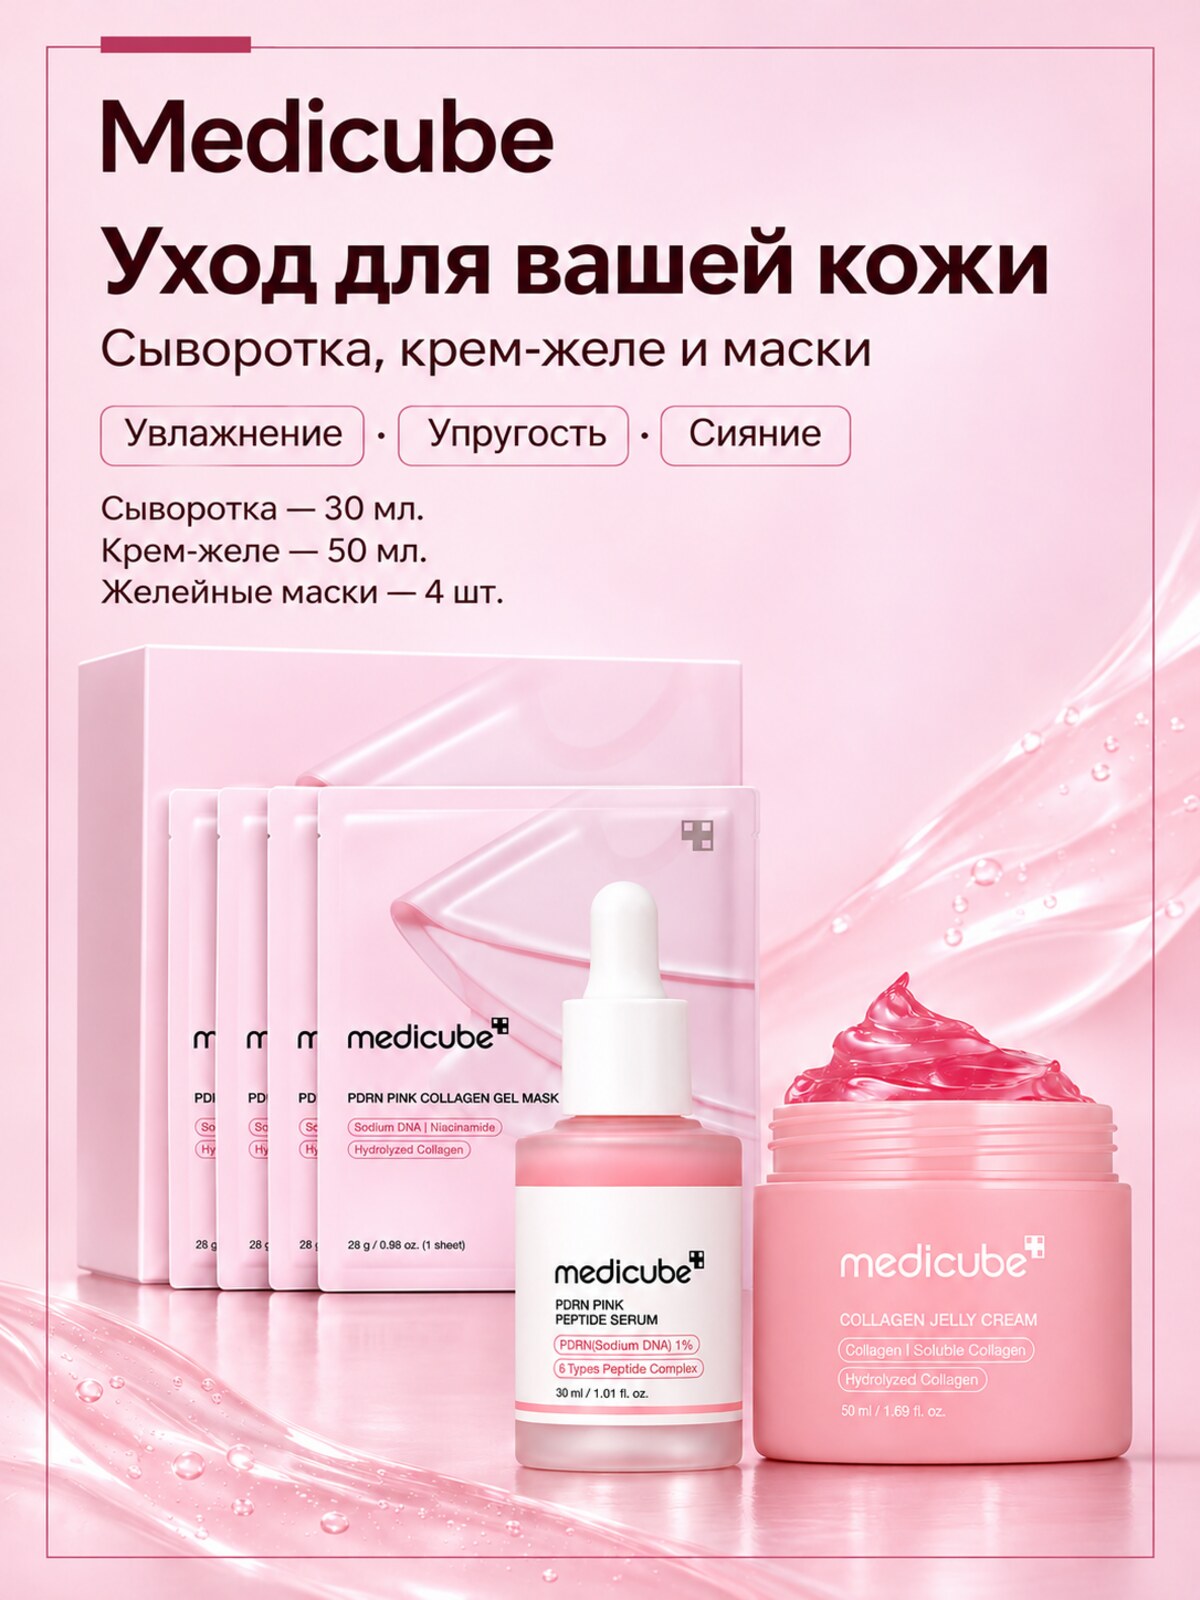 Medicube
Уход для вашей кожи
Сыворотка, крем-желе и маски
Увлажнение · Упругость · Сияние
Сыворотка — 30 мл.
Крем-желе — 50 мл.
Желейные маски — 4 шт.
medicube
PDRN PINK COLLAGEN GEL MASK
Sodium DNA | Niacinamide
Hydrolyzed Collagen
28 g / 0.98 oz. (1 sheet)
medicube
PDRN PINK
PEPTIDE SERUM
PDRN(Sodium DNA) 1%
6 Types Peptide Complex
30 ml / 1.01 fl. oz.
medicube
COLLAGEN JELLY CREAM
Collagen | Soluble Collagen
Hydrolyzed Collagen
50 ml / 1.69 fl. oz.